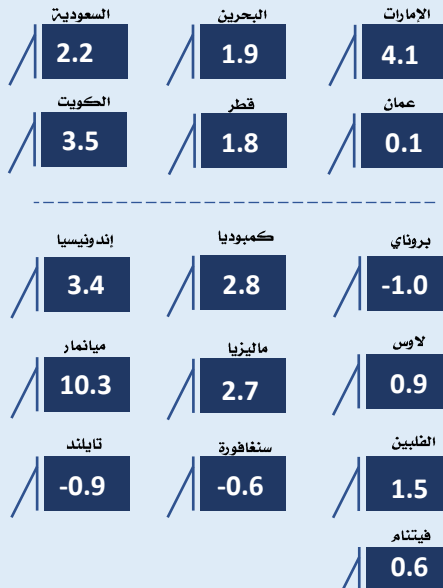 الإمارات البحرين السعودية
4.1 1.9 2.2
عمان قطر الكويت
0.1 1.8 3.5
بروناي كمبوديا إندونيسيا
-1.0 2.8 3.4
لاوس ماليزيا ميانمار
0.9 2.7 10.3
الفلبين سنغافورة تايلند
1.5 -0.6 -0.9
فيتنام
0.6